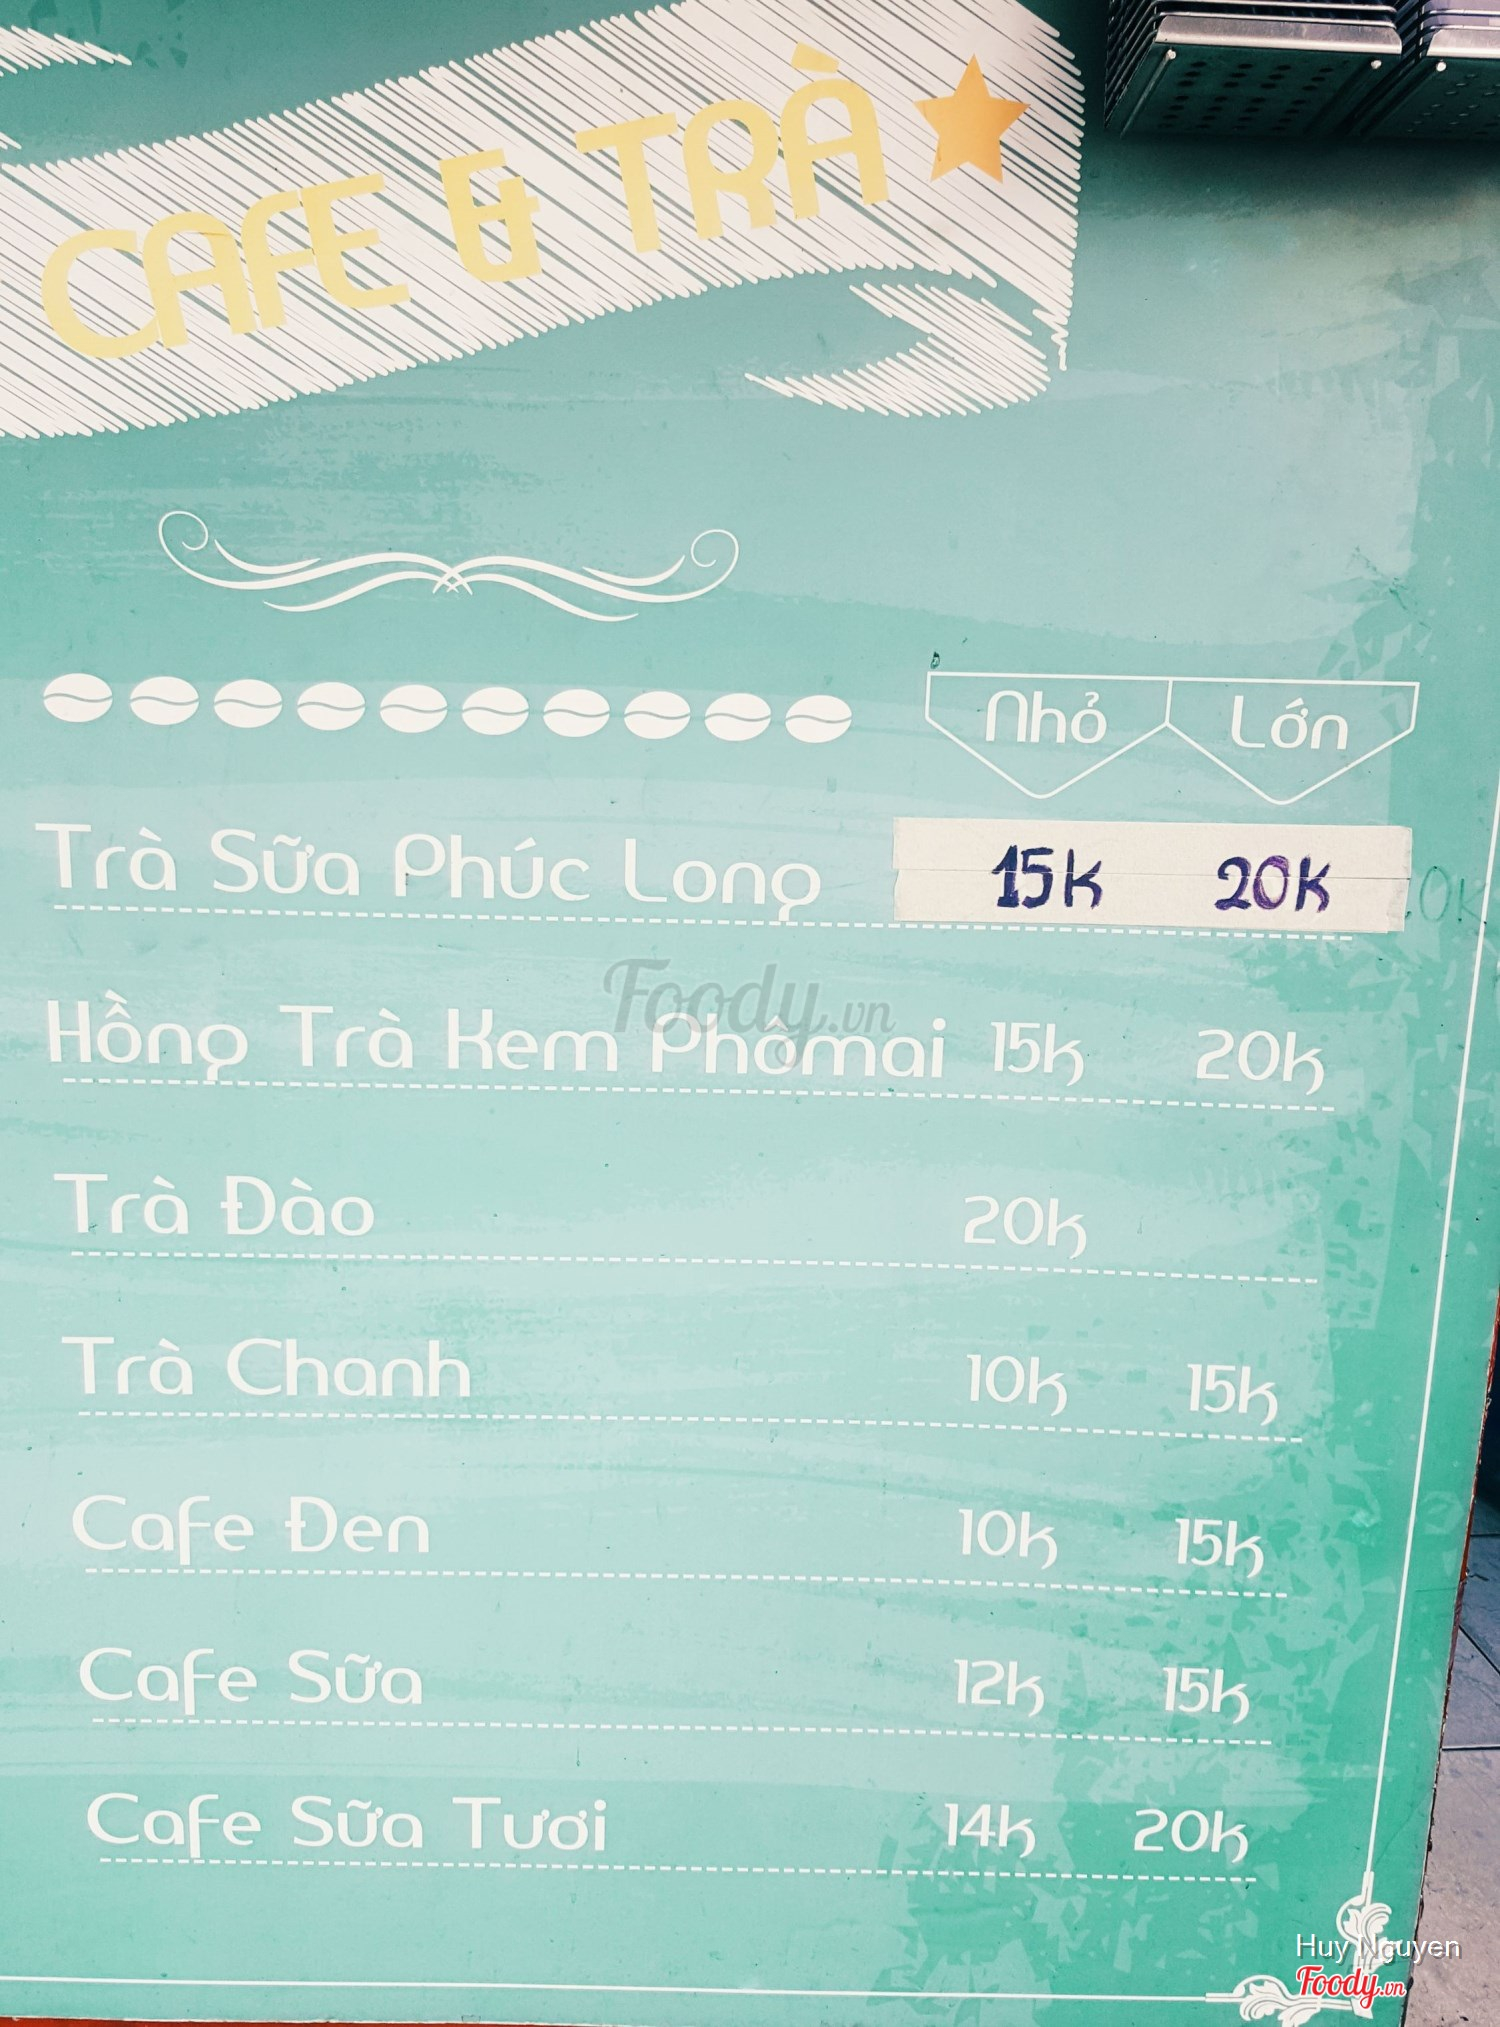 CAFE & TRÀ
Nhỏ Lớn
Trà Sữa Phúc Long 15K 20K
Hồng Trà Kem Phômai 15k 20k
Trà Đào 20k
Trà Chanh 10k 15k
Cafe Đen 10k 15k
Cafe Sữa 12k 15k
Cafe Sữa Tươi 14k 20k
Foody.vn
Huy Nguyen
Foody.vn